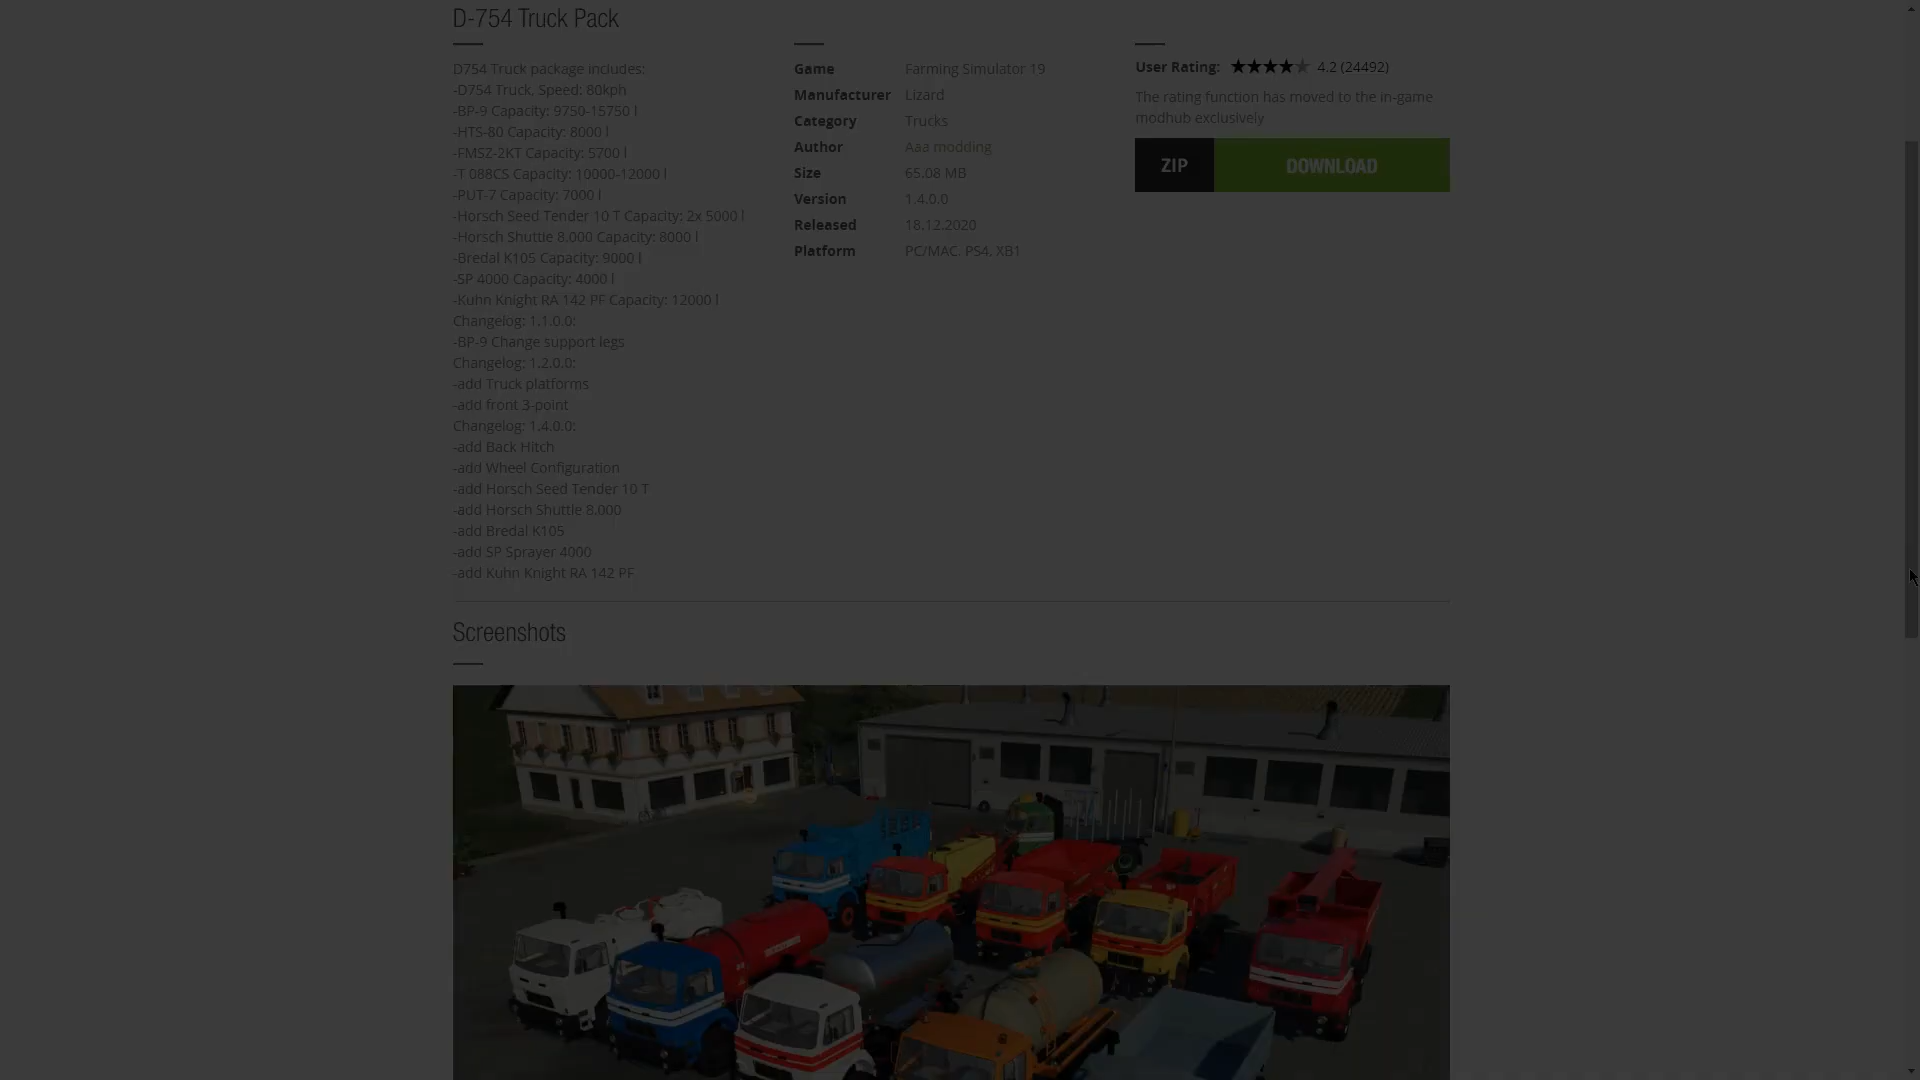 D-754 Truck Pack
D754 Truck package includes:
-D754 Truck, Speed: 80kph
-BP-9 Capacity: 9750-15750 l
-HTS-80 Capacity: 8000 l
-FMSZ-2KT Capacity: 5700 l
-T 088CS Capacity: 10000-12000 l
-PUT-7 Capacity: 7000 l
-Horsch Seed Tender 10 T Capacity: 2x 5000 l
-Horsch Shuttle 8.000 Capacity: 8000 l
-Bredal K105 Capacity: 9000 l
-SP 4000 Capacity: 4000 l
-Kuhn Knight RA 142 PF Capacity: 12000 l
Changelog: 1.1.0.0:
-BP-9 Change support legs
Changelog: 1.2.0.0:
-add Truck platforms
-add front 3-point
Changelog: 1.4.0.0:
-add Back Hitch
-add Wheel Configuration
-add Horsch Seed Tender 10 T
-add Horsch Shuttle 8.000
-add Bredal K105
-add SP Sprayer 4000
-add Kuhn Knight RA 142 PF
Game Farming Simulator 19
Manufacturer Lizard
Category Trucks
Author Aaa modding
Size 65.08 MB
Version 1.4.0.0
Released 18.12.2020
Platform PC/MAC, PS4, XB1
User Rating: 4.2 (24492)
The rating function has moved to the in-game
modhub exclusively
ZIP DOWNLOAD
Screenshots